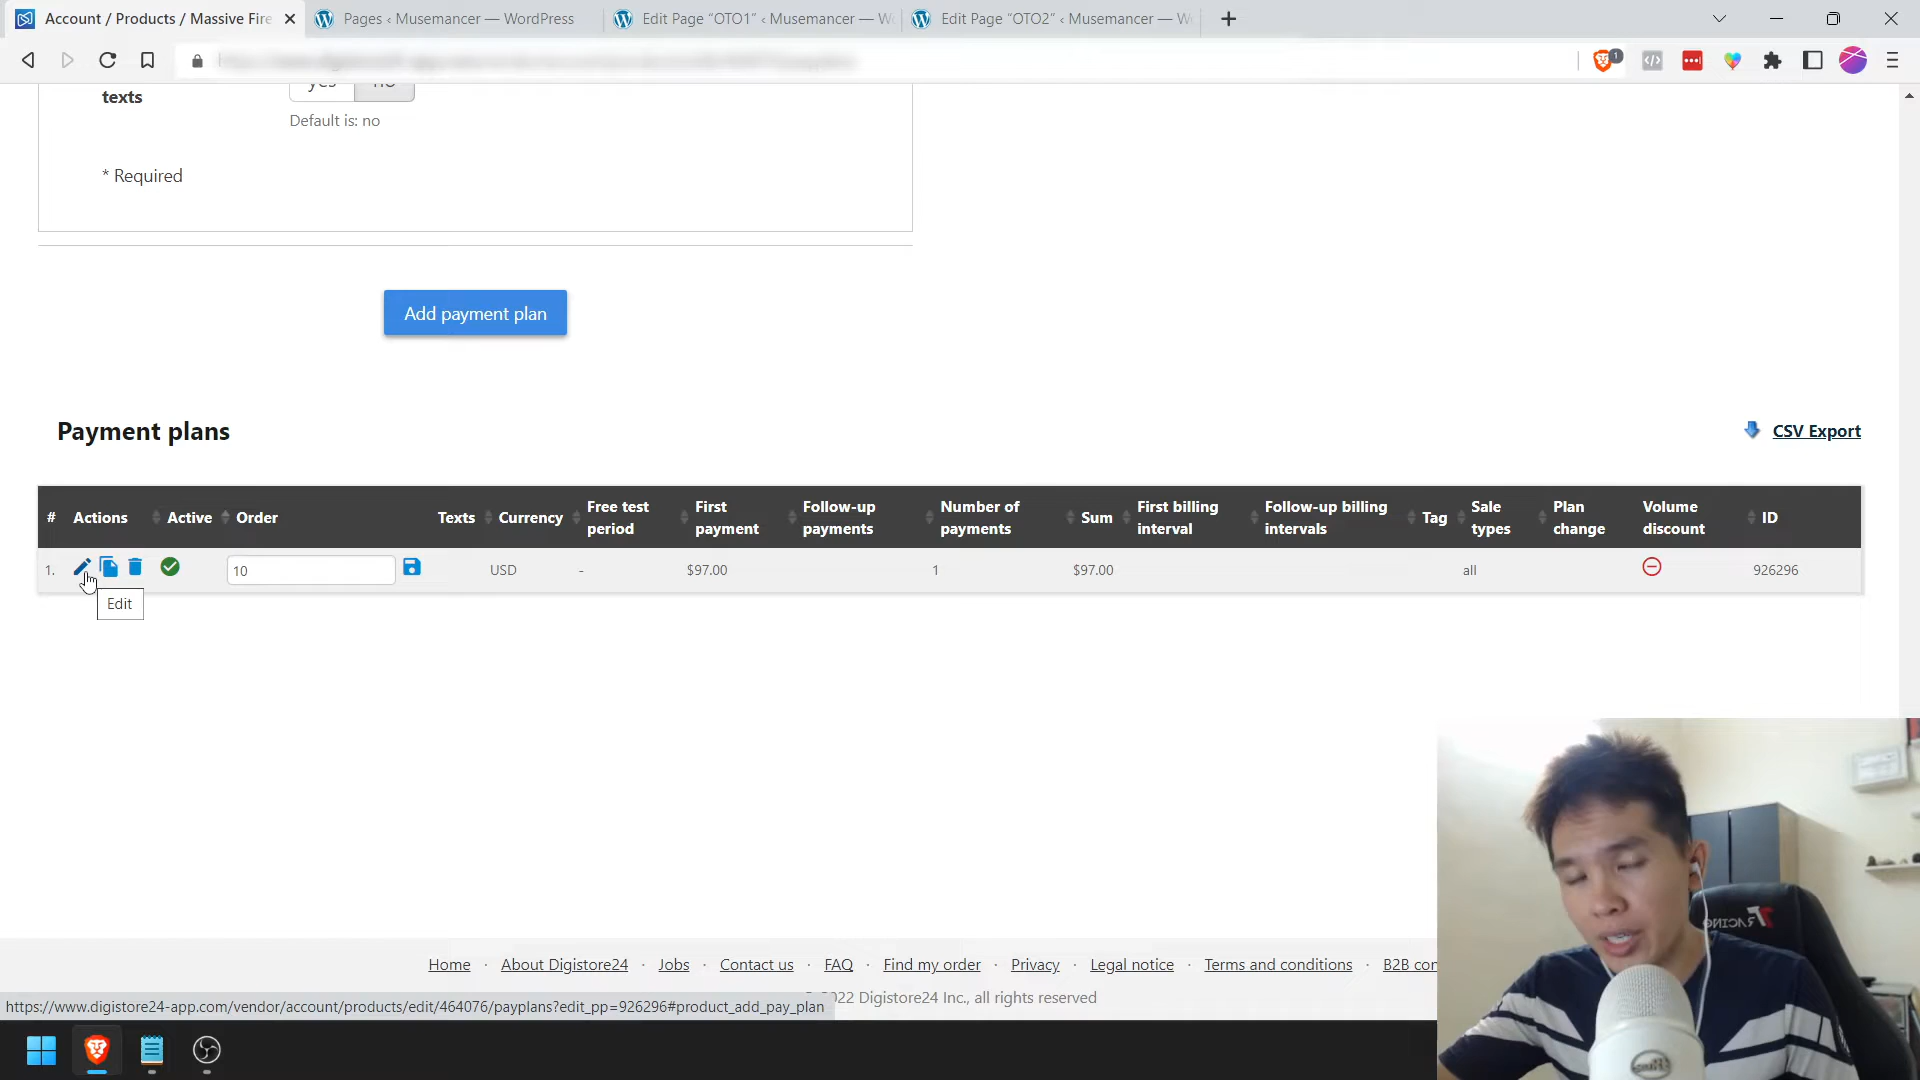 Account / Products / Massive Fire
Pages ‹ Musemancer — WordPress
Edit Page “OTO1” ‹ Musemancer — W
Edit Page “OTO2” ‹ Musemancer — W
1
texts
yes
no
Default is: no
* Required
Add payment plan
Payment plans
CSV Export
# Actions Active Order Texts Currency Free test period First payment Follow-up payments Number of payments Sum First billing interval Follow-up billing intervals Tag Sale types Plan change Volume discount ID
1. 10 USD - $97.00 1 $97.00 all 926296
Edit
Home · About Digistore24 · Jobs · Contact us · FAQ · Find my order · Privacy · Legal notice · Terms and conditions · B2B con
22 Digistore24 Inc., all rights reserved
https://www.digistore24-app.com/vendor/account/products/edit/464076/payplans?edit_pp=926296#product_add_pay_plan